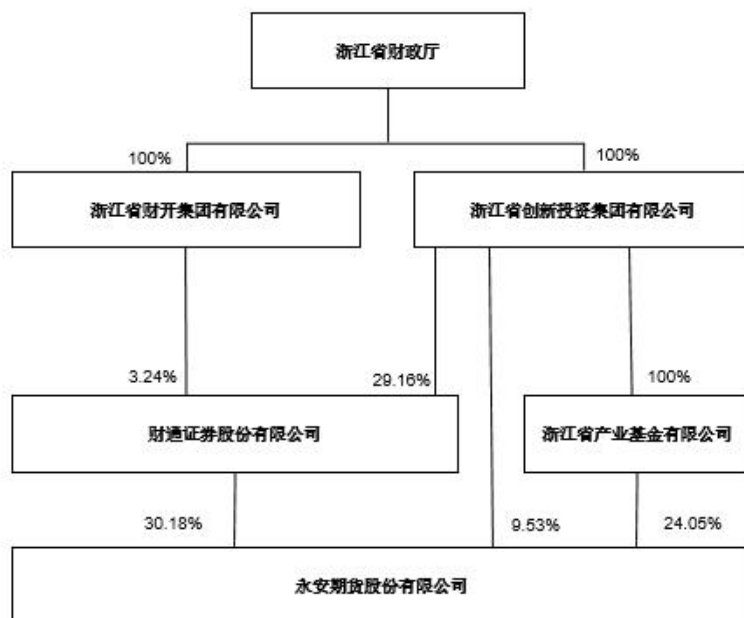 浙江省财政厅
100%
100%
浙江省财开集团有限公司
浙江省创新投资集团有限公司
3.24%
29.16%
100%
财通证券股份有限公司
浙江省产业基金有限公司
30.18%
9.53%
24.05%
永安期货股份有限公司